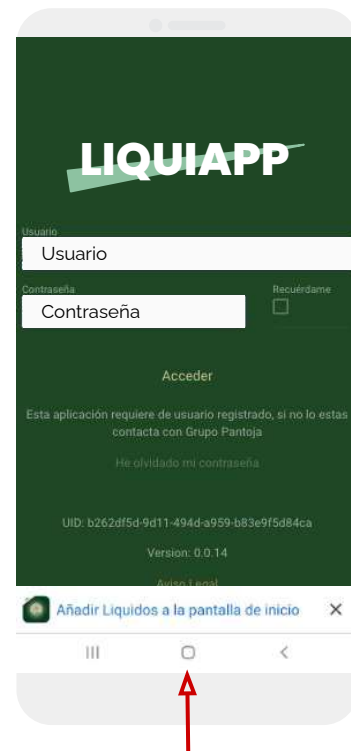 LIQUIAPP
Usuario
Usuario
Contraseña
Recuérdame
Contraseña
Acceder
Esta aplicación requiere de usuario registrado, si no lo estas
contacta con Grupo Pantoja
He olvidado mi contraseña
UID: b262df5d-9d11-494d-a959-b83e9f5d84ca
Version: 0.0.14
Aviso Legal
Añadir Liquidos a la pantalla de inicio